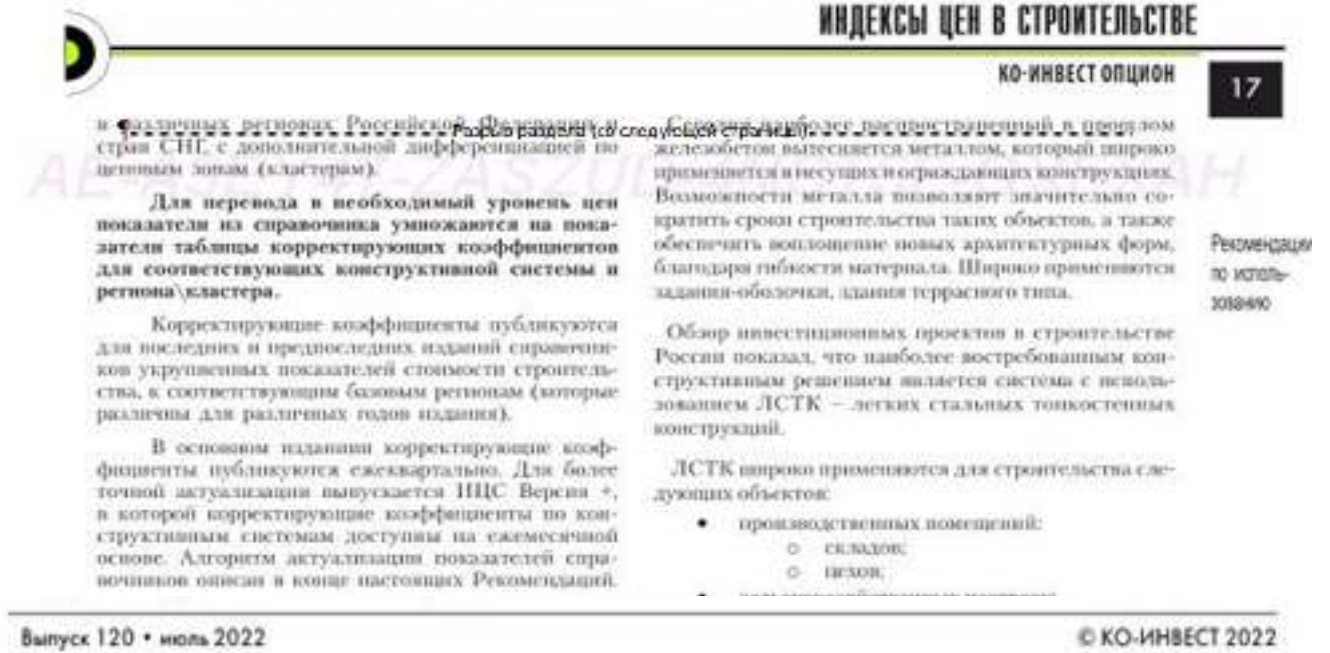 ИНДЕКСЫ ЦЕН В СТРОИТЕЛЬСТВЕ
КО-ИНВЕСТ ОПЦИОН
17
в различных регионах Российской Федерации и
Разрыв раздела (со следующей страницы)
стран СНГ, с дополнительной дифференциацией по
ценовым зонам (кластерам).
Для перевода в необходимый уровень цен
показатели из справочника умножаются на пока-
затели таблицы корректирующих коэффициентов
для соответствующих конструктивной системы и
региона\кластера.
Корректирующие коэффициенты публикуются
для последних и предпоследних изданий справочни-
ков укрупненных показателей стоимости строитель-
ства, к соответствующим базовым регионам (которые
различны для различных годов издания).
В основном издании корректирующие коэф-
фициенты публикуются ежеквартально. Для более
точной актуализации выпускается ИЦС Версия +,
в которой корректирующие коэффициенты по кон-
структивным системам доступны на ежемесячной
основе. Алгоритм актуализации показателей спра-
вочников описан в конце настоящих Рекомендаций.
Сегодня наиболее распространенный в прошлом
железобетон вытесняется металлом, который широко
применяется в несущих и ограждающих конструкциях.
Возможности металла позволяют значительно со-
кратить сроки строительства таких объектов, а также
обеспечить воплощение новых архитектурных форм,
благодаря гибкости материала. Широко применяются
задания-оболочки, здания террасного типа.
Обзор инвестиционных проектов в строительстве
России показал, что наиболее востребованным кон-
структивным решением является система с исполь-
зованием ЛСТК – легких стальных тонкостенных
конструкций.
ЛСТК широко применяются для строительства сле-
дующих объектов:
• производственных помещений:
○ складов;
○ цехов;
Рекомендации
по исполь-
зованию
Выпуск 120 • июль 2022
© КО-ИНВЕСТ 2022